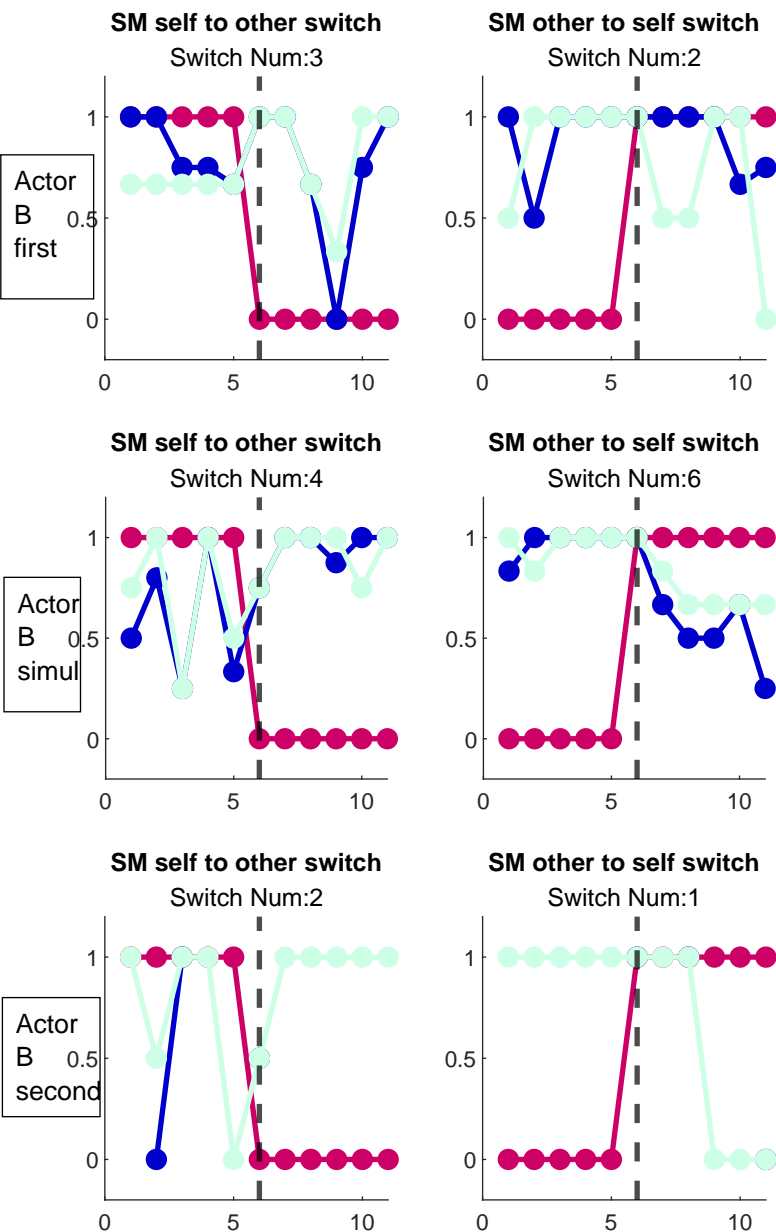 SM self to other switch
Switch Num:3
SM other to self switch
Switch Num:2
Actor
B
first
1
0.5
0
0
5
10
1
0.5
0
0
5
10
SM self to other switch
Switch Num:4
SM other to self switch
Switch Num:6
Actor
B
simul
1
0.5
0
0
5
10
1
0.5
0
0
5
10
SM self to other switch
Switch Num:2
SM other to self switch
Switch Num:1
Actor
B
second
1
0.5
0
0
5
10
1
0.5
0
0
5
10